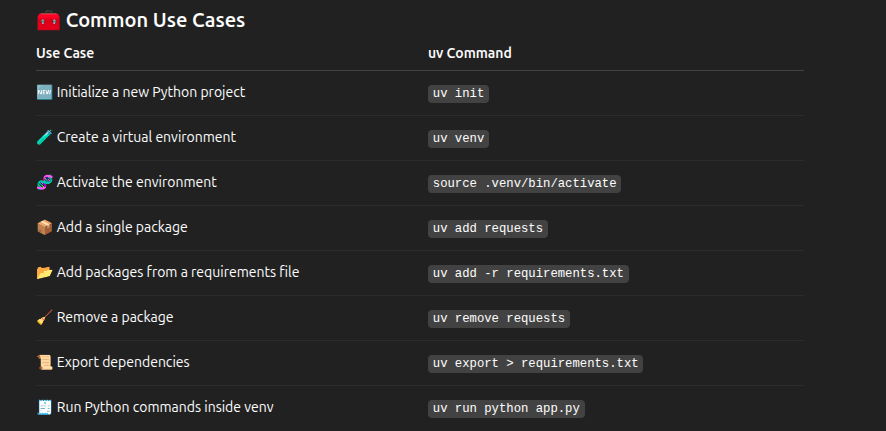 🧰 Common Use Cases
Use Case uv Command
🆕 Initialize a new Python project uv init
🧪 Create a virtual environment uv venv
🧬 Activate the environment source .venv/bin/activate
📦 Add a single package uv add requests
📂 Add packages from a requirements file uv add -r requirements.txt
🧹 Remove a package uv remove requests
📜 Export dependencies uv export > requirements.txt
🧾 Run Python commands inside venv uv run python app.py